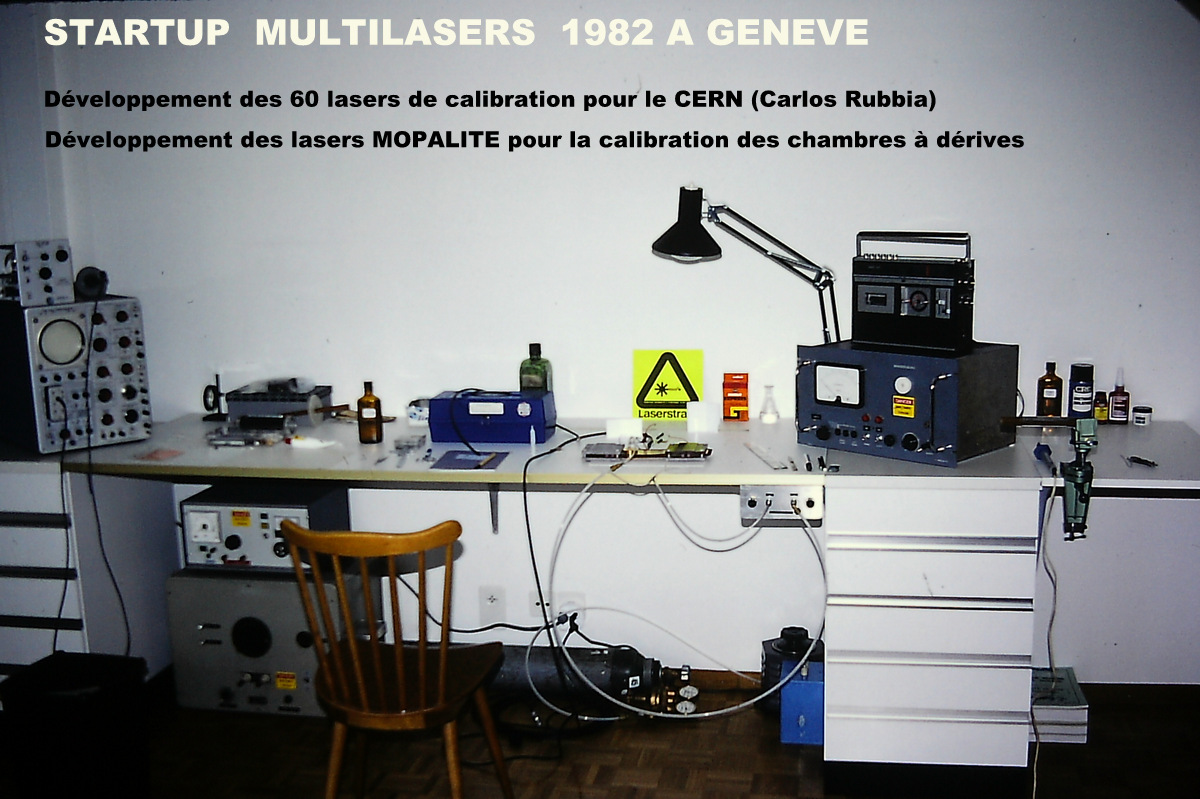 STARTUP MULTILASERS 1982 A GENEVE
Développement des 60 lasers de calibration pour le CERN (Carlos Rubbia)
Développement des lasers MOPALITE pour la calibration des chambres à dérives
Laserstra
CRC